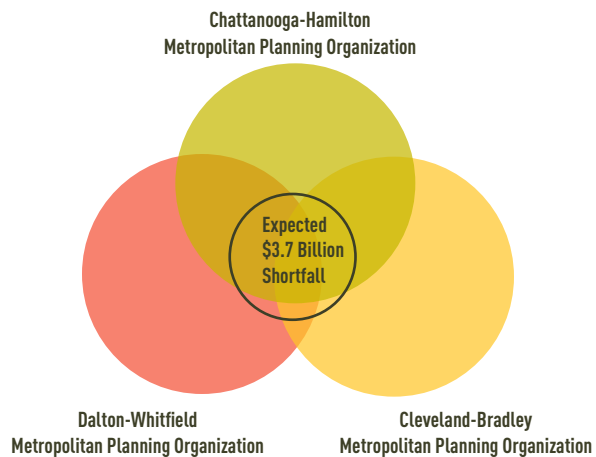 Chattanooga-Hamilton
Metropolitan Planning Organization
Expected
$3.7 Billion
Shortfall
Dalton-Whitfield
Metropolitan Planning Organization
Cleveland-Bradley
Metropolitan Planning Organization